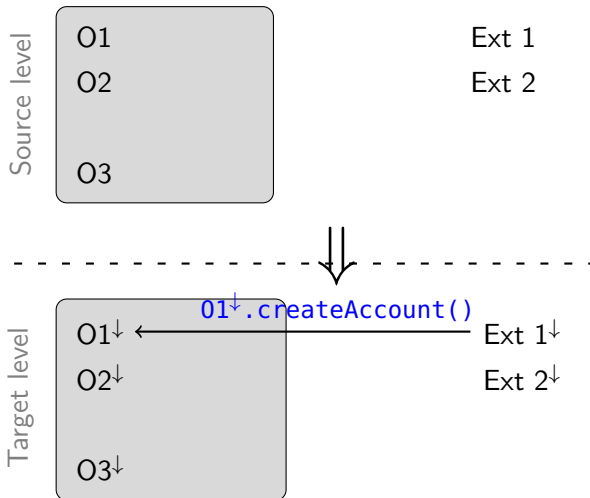 Source level
O1 Ext 1
O2 Ext 2
O3
Target level
O1↓.createAccount()
O1↓ Ext 1↓
O2↓ Ext 2↓
O3↓